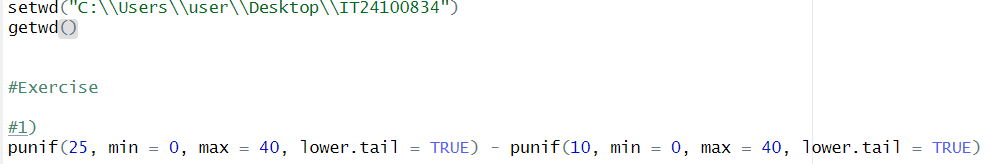 setwd("C:\\Users\\user\\Desktop\\IT24100834")
getwd()
#Exercise
#1)
punif(25, min = 0, max = 40, lower.tail = TRUE) - punif(10, min = 0, max = 40, lower.tail = TRUE)